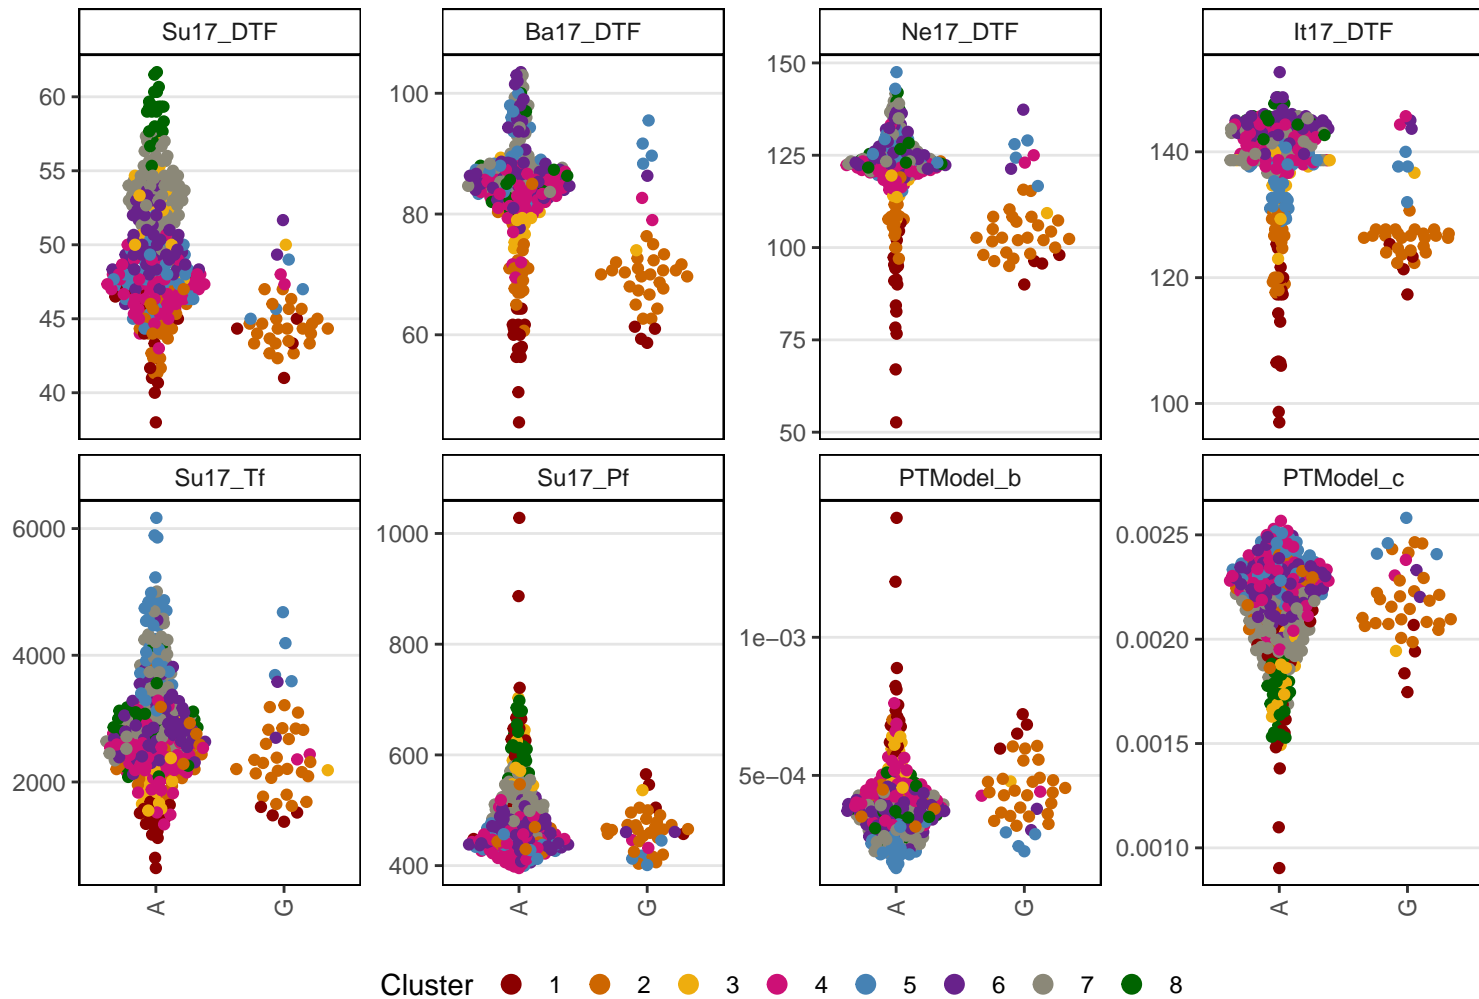 Su17_DTF Ba17_DTF Ne17_DTF It17_DTF
60 55 50 45 40
100 80 60
150 125 100 75 50
140 120 100
Su17_Tf Su17_Pf PTModel_b PTModel_c
6000 4000 2000
1000 800 600 400
1e−03 5e−04
0.0025 0.0020 0.0015 0.0010
A G A G A G A G
Cluster 1 2 3 4 5 6 7 8